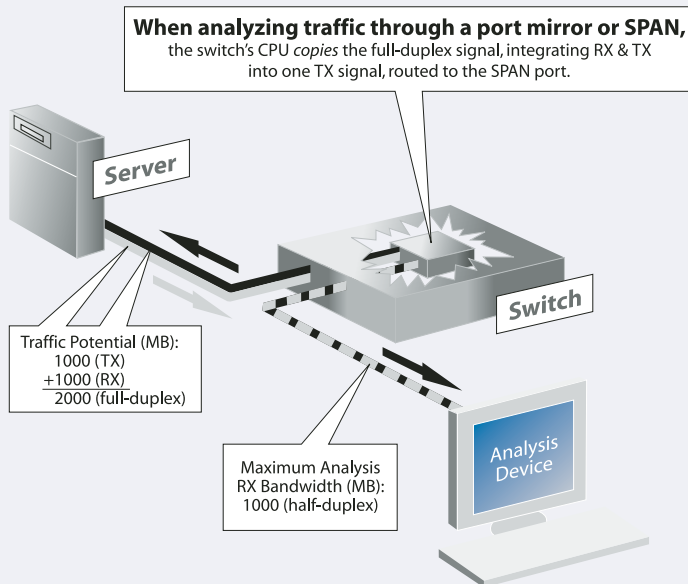 When analyzing traffic through a port mirror or SPAN,
the switch's CPU copies the full-duplex signal, integrating RX & TX
into one TX signal, routed to the SPAN port.
Server
Switch
Traffic Potential (MB):
1000 (TX)
+1000 (RX)
2000 (full-duplex)
Maximum Analysis
RX Bandwidth (MB):
1000 (half-duplex)
Analysis
Device